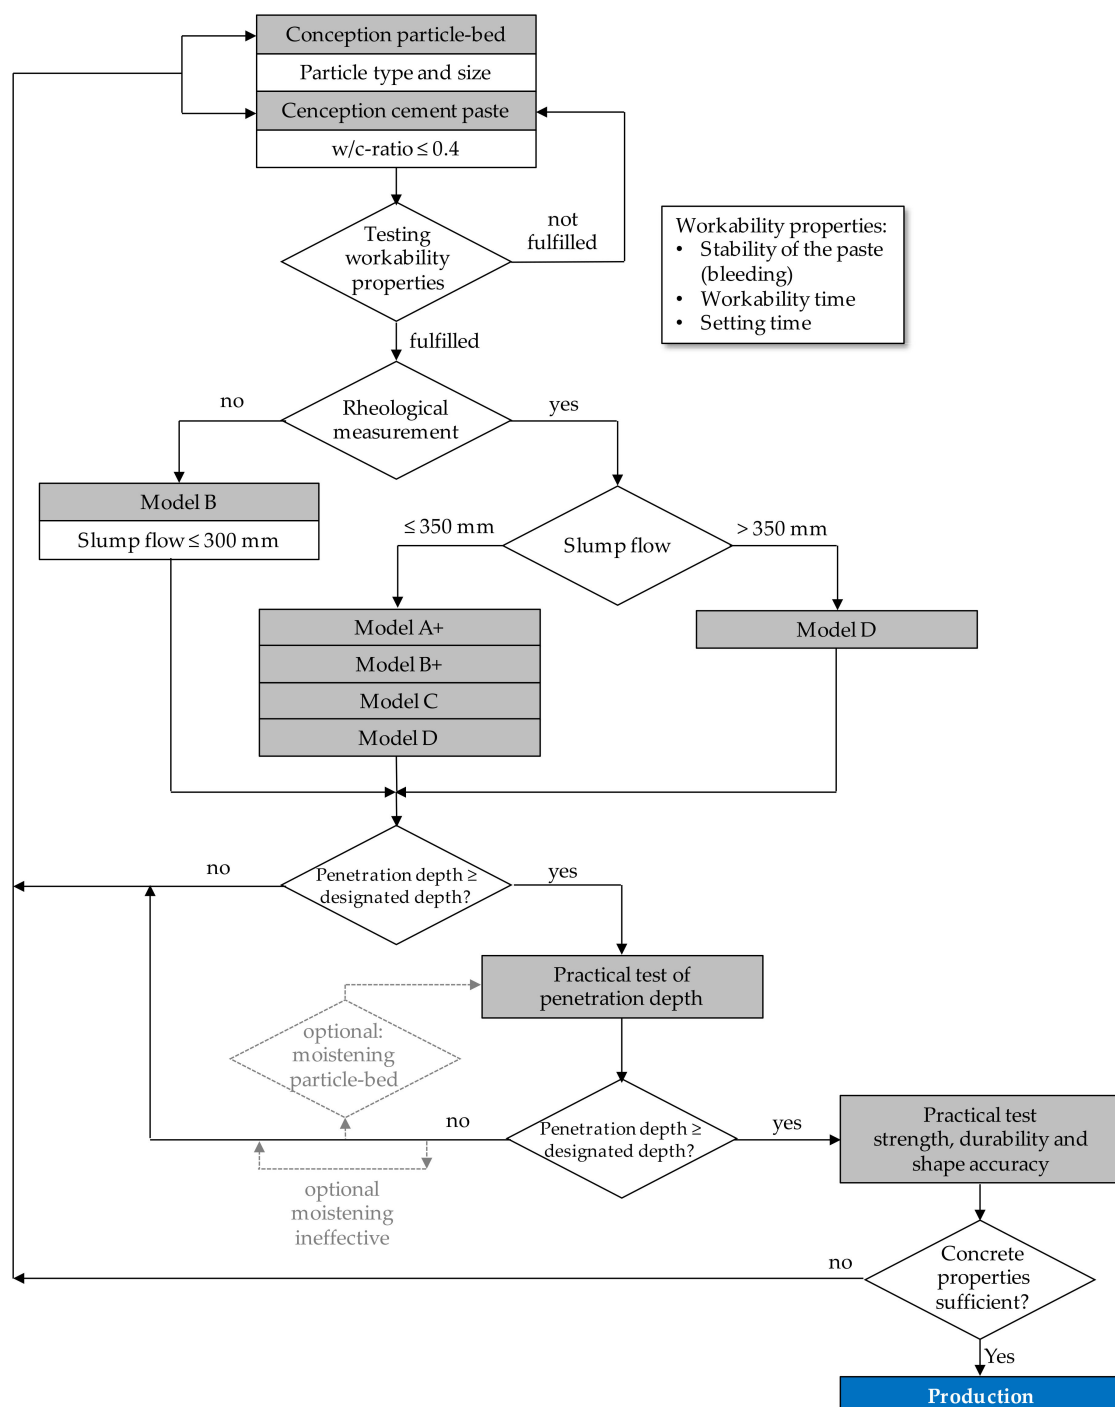 Conception particle-bed
Particle type and size
Cenception cement paste
w/c-ratio ≤ 0.4
Testing
workability
properties
not
fulfilled
Workability properties:
• Stability of the paste
(bleeding)
• Workability time
• Setting time
fulfilled
no
Rheological
measurement
yes
Model B
Slump flow ≤ 300 mm
≤ 350 mm
Slump flow
> 350 mm
Model A+
Model B+
Model C
Model D
Model D
no
Penetration depth ≥
designated depth?
yes
Practical test of
penetration depth
optional:
moistening
particle-bed
no
Penetration depth ≥
designated depth?
yes
Practical test
strength, durability and
shape accuracy
optional
moistening
ineffective
no
Concrete
properties
sufficient?
Yes
Production